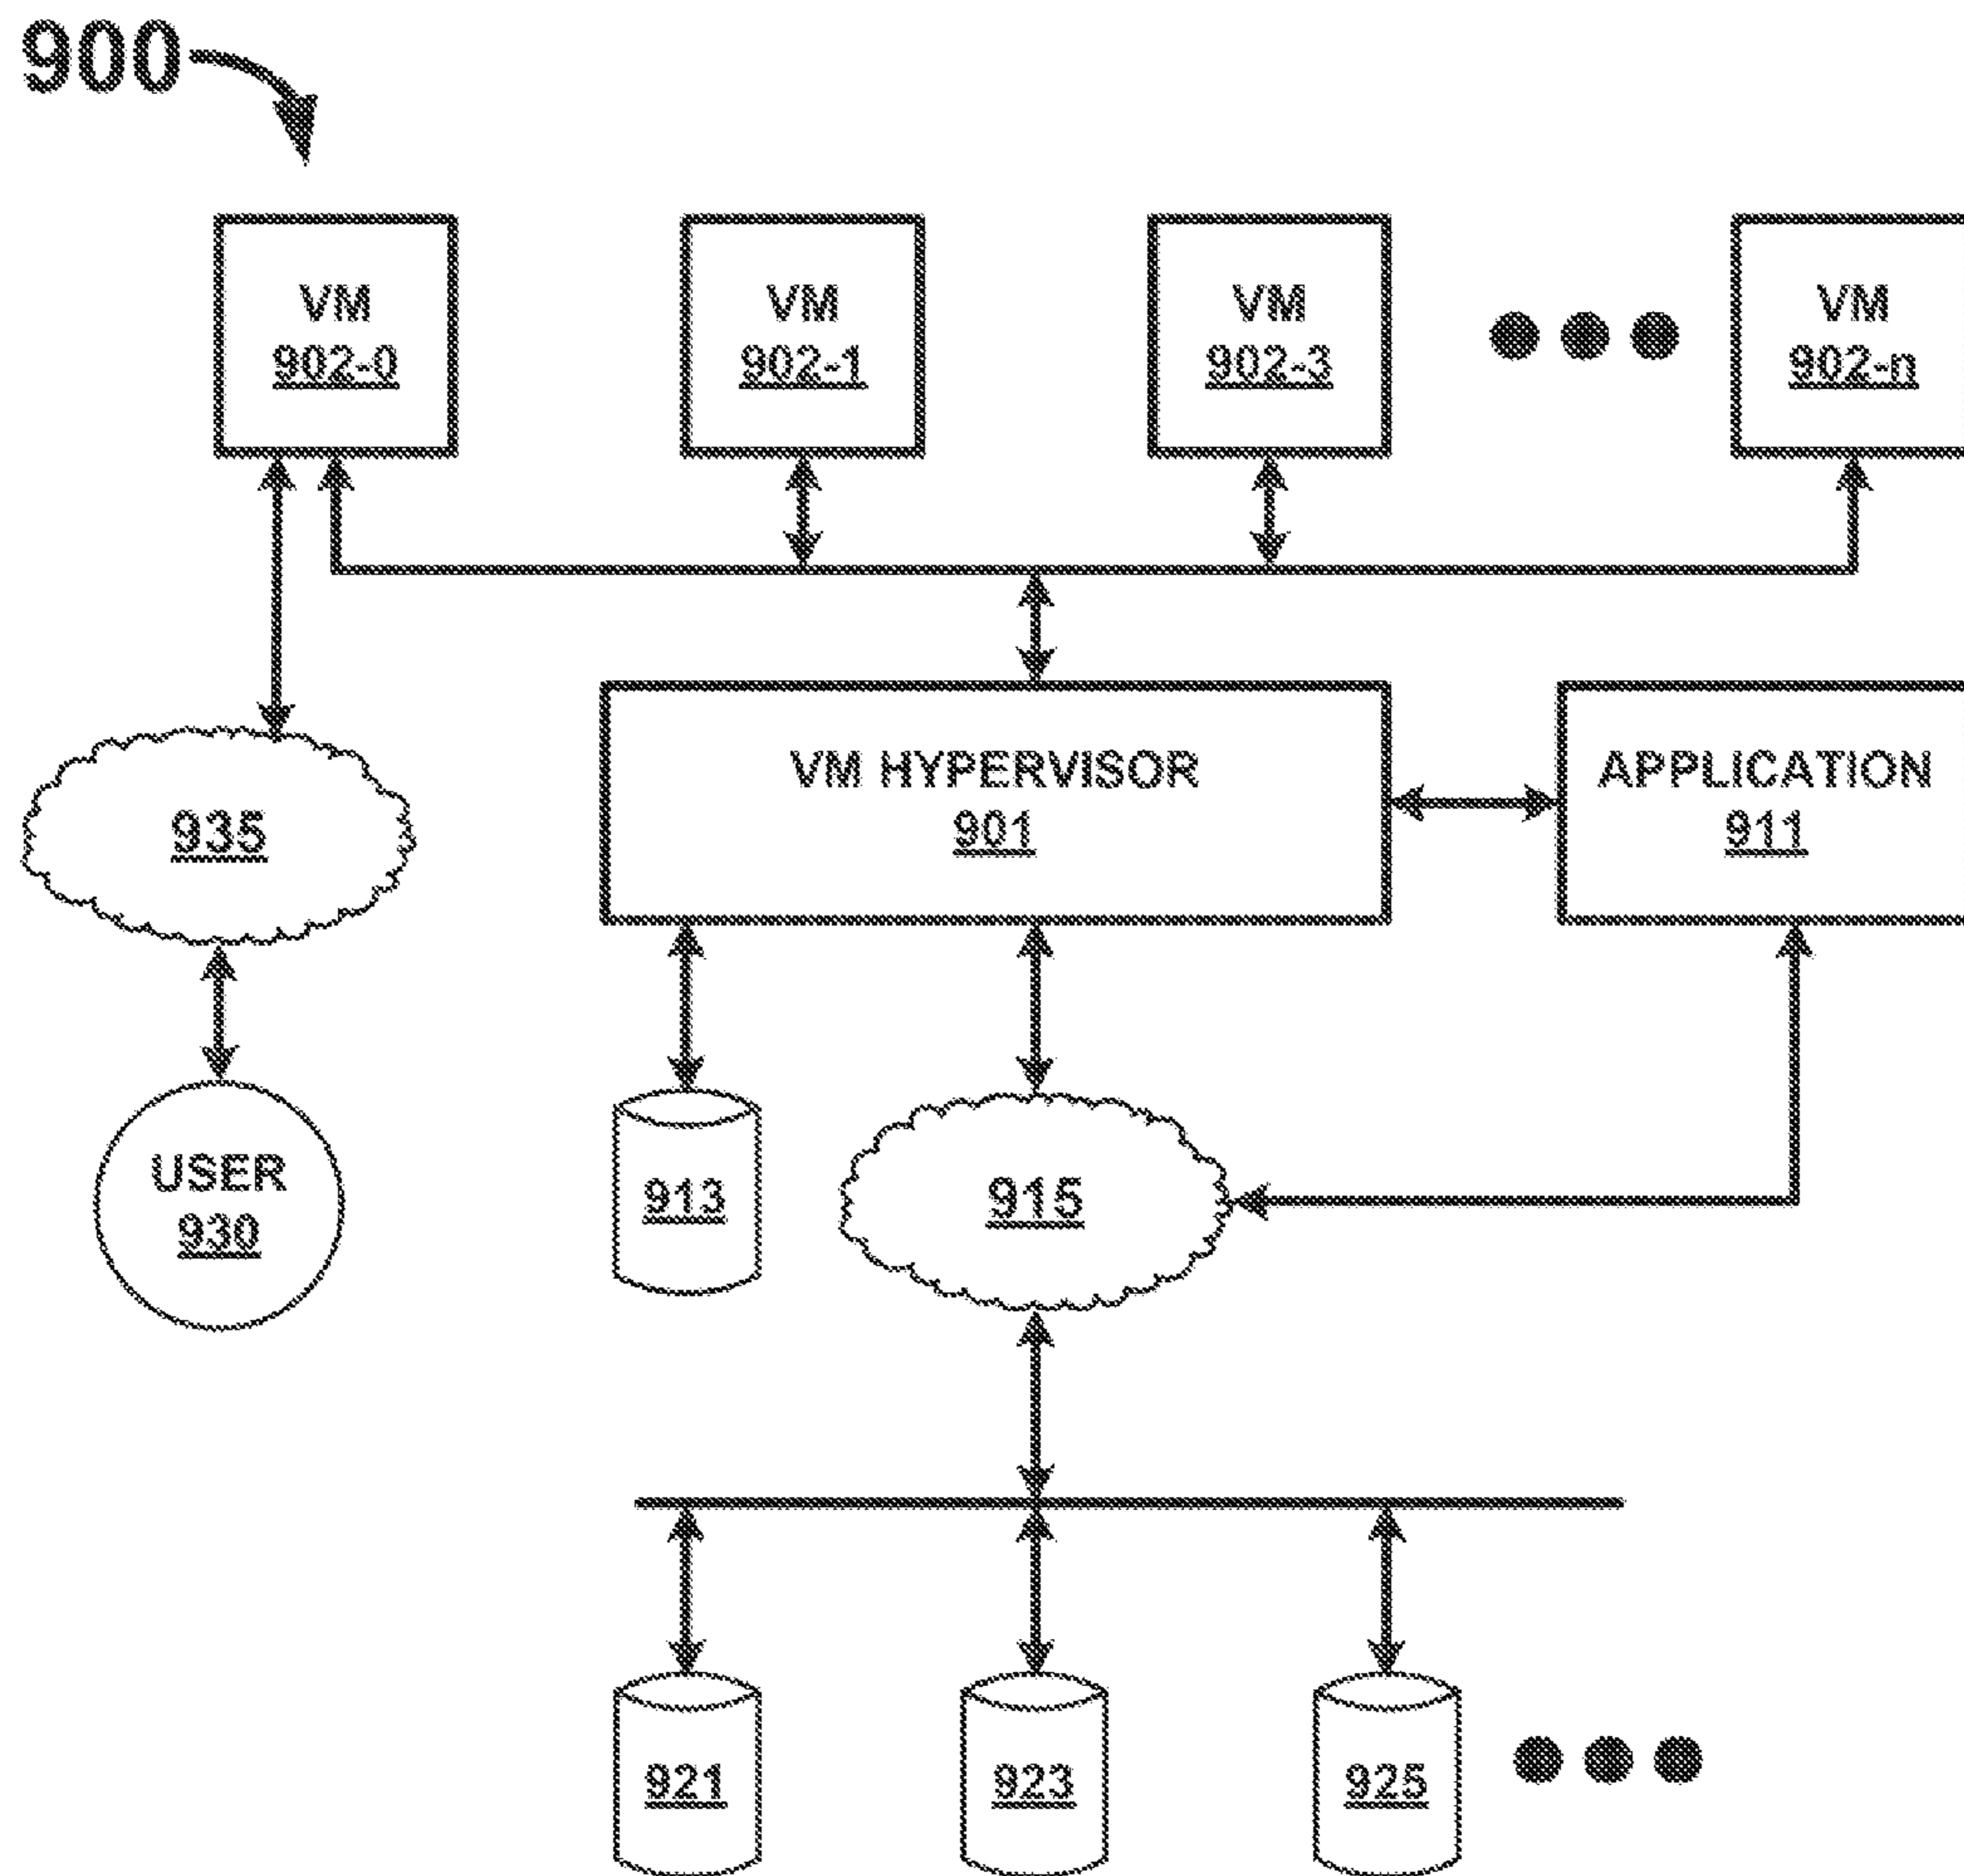 900
VM
902-0
VM
902-1
VM
902-3
VM
902-n
VM HYPERVISOR
901
APPLICATION
911
935
USER
930
913
915
921
923
925